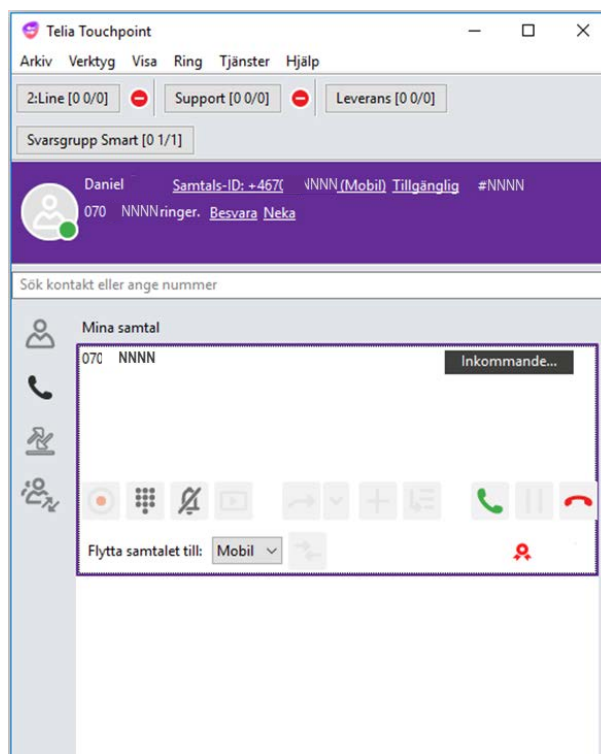 Telia Touchpoint
Arkiv Verktyg Visa Ring Tjänster Hjälp
2:Line [0 0/0] Support [0 0/0] Leverans [0 0/0]
Svarsgrupp Smart [0 1/1]
Daniel Samtals-ID: +467( NNNN (Mobil) Tillgänglig #NNNN
070 NNNN ringer. Besvara Neka
Sök kontakt eller ange nummer
Mina samtal
070 NNNN Inkommande...
Flytta samtalet till: Mobil